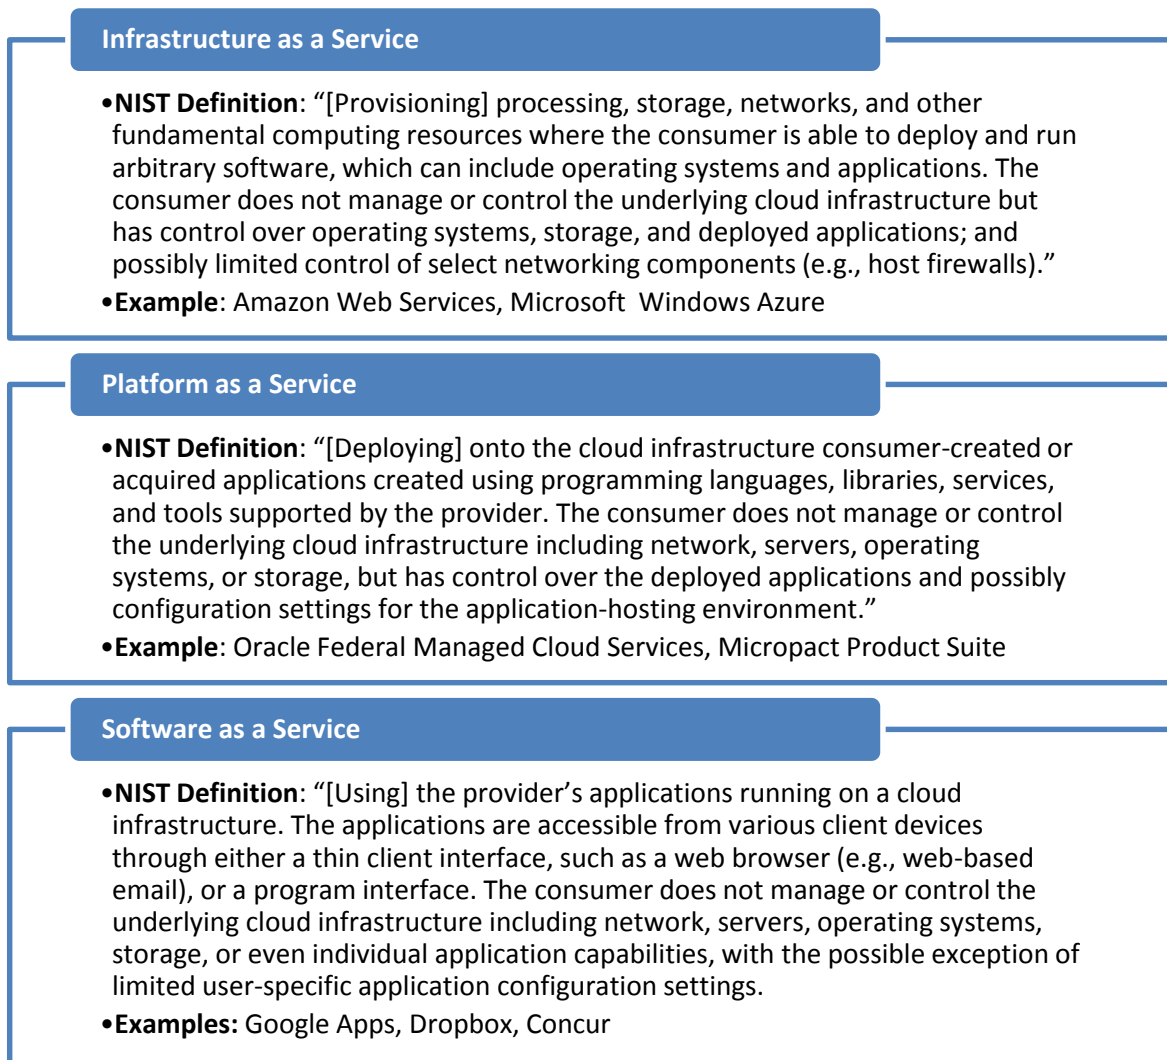 Infrastructure as a Service
•NIST Definition: “[Provisioning] processing, storage, networks, and other
fundamental computing resources where the consumer is able to deploy and run
arbitrary software, which can include operating systems and applications. The
consumer does not manage or control the underlying cloud infrastructure but
has control over operating systems, storage, and deployed applications; and
possibly limited control of select networking components (e.g., host firewalls).”
•Example: Amazon Web Services, Microsoft  Windows Azure
Platform as a Service
•NIST Definition: “[Deploying] onto the cloud infrastructure consumer-created or
acquired applications created using programming languages, libraries, services,
and tools supported by the provider. The consumer does not manage or control
the underlying cloud infrastructure including network, servers, operating
systems, or storage, but has control over the deployed applications and possibly
configuration settings for the application-hosting environment.”
•Example: Oracle Federal Managed Cloud Services, Micropact Product Suite
Software as a Service
•NIST Definition: “[Using] the provider’s applications running on a cloud
infrastructure. The applications are accessible from various client devices
through either a thin client interface, such as a web browser (e.g., web-based
email), or a program interface. The consumer does not manage or control the
underlying cloud infrastructure including network, servers, operating systems,
storage, or even individual application capabilities, with the possible exception of
limited user-specific application configuration settings.
•Examples: Google Apps, Dropbox, Concur